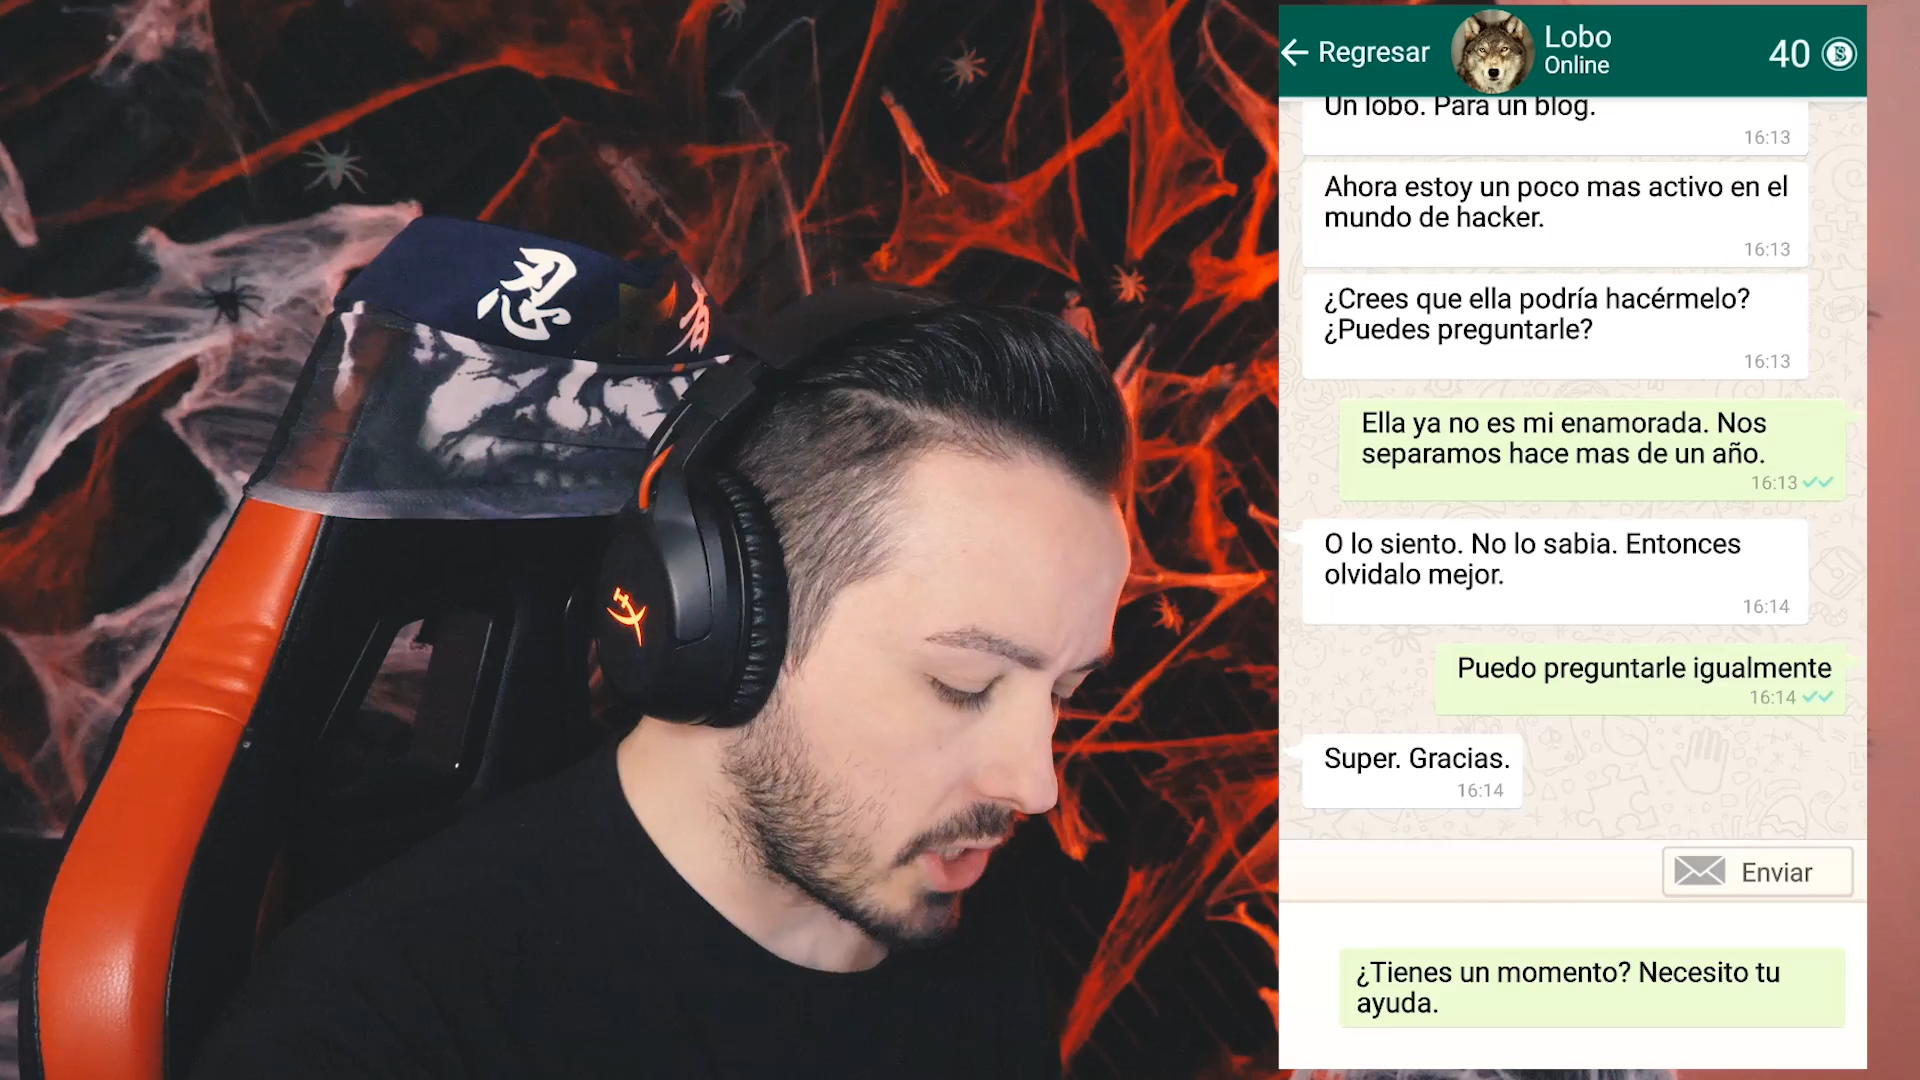 忍者
Regresar
Lobo
Online
40
Un lobo. Para un blog.
16:13
Ahora estoy un poco mas activo en el
mundo de hacker.
16:13
¿Crees que ella podría hacérmelo?
¿Puedes preguntarle?
16:13
Ella ya no es mi enamorada. Nos
separamos hace mas de un año.
16:13
O lo siento. No lo sabia. Entonces
olvidalo mejor.
16:14
Puedo preguntarle igualmente
16:14
Super. Gracias.
16:14
Enviar
¿Tienes un momento? Necesito tu
ayuda.